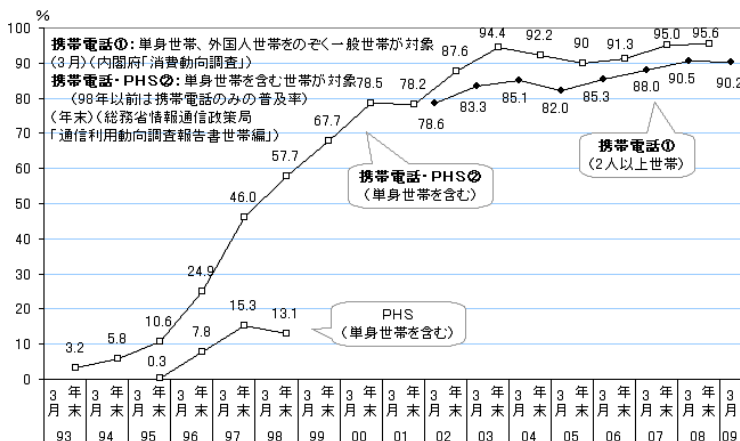 %
100
90
80
70
60
50
40
30
20
10
0
携帯電話①:単身世帯、外国人世帯をのぞく一般世帯が対象
(3月)(内閣府「消費動向調査」)
携帯電話・PHS②:単身世帯を含む世帯が対象
(98年以前は携帯電話のみの普及率)
(年末)(総務省情報通信政策局
「通信利用動向調査報告書世帯編」)
3.2 5.8 10.6 24.9 46.0 57.7 67.7 78.5 78.2 87.6 94.4 92.2 90 91.3 95.0 95.6
78.6 83.3 85.1 82.0 85.3 88.0 90.5 90.2
携帯電話①
(2人以上世帯)
携帯電話・PHS②
(単身世帯を含む)
0.3 7.8 15.3 13.1
PHS
(単身世帯を含む)
3月 年末 3月 年末 3月 年末 3月 年末 3月 年末 3月 年末 3月 年末 3月 年末 3月 年末 3月 年末 3月 年末 3月 年末 3月 年末 3月 年末 3月 年末 3月 年末 3月
93 94 95 96 97 98 99 00 01 02 03 04 05 06 07 08 09